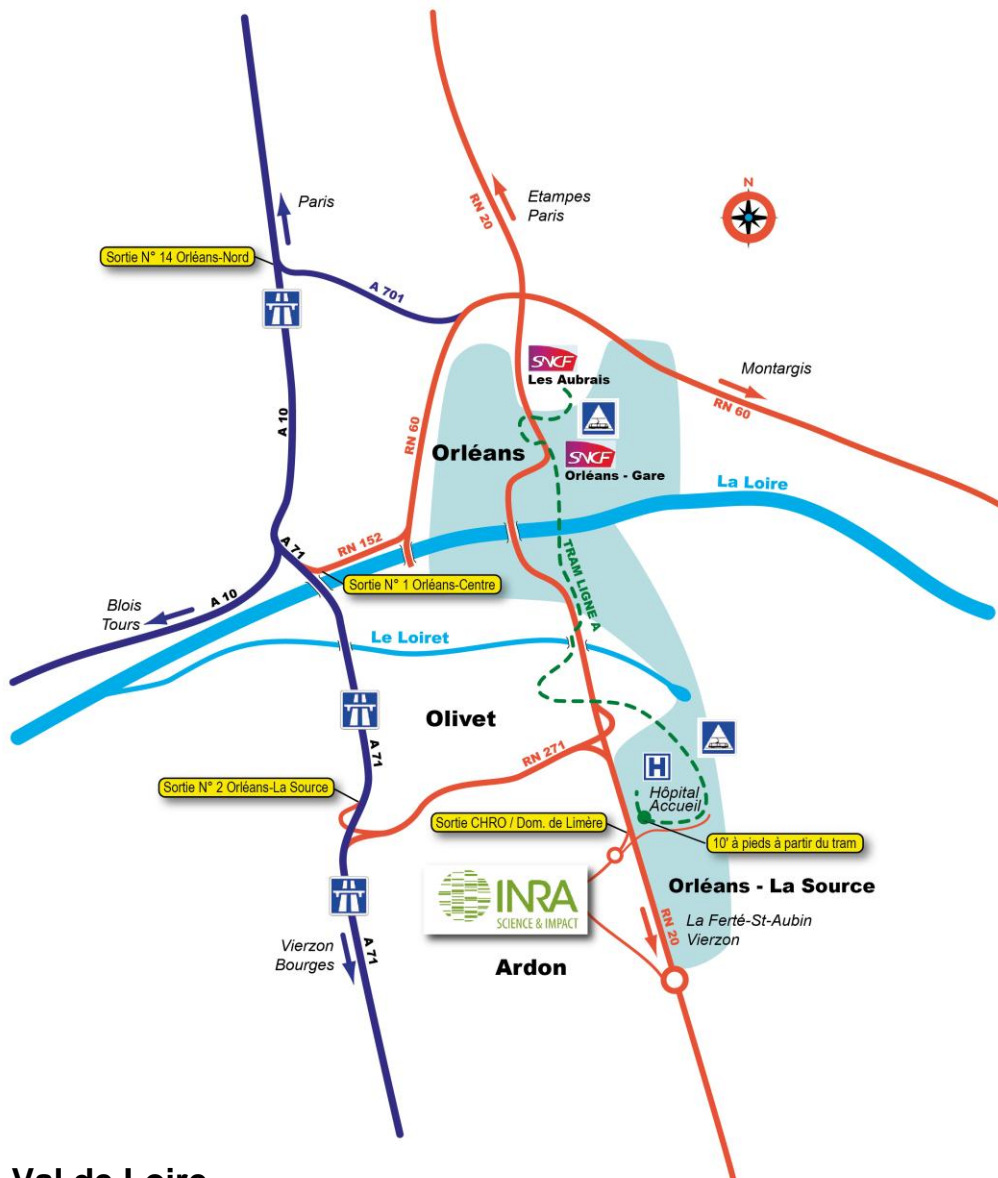 Paris
Etampes
Paris
N
RN 20
Sortie N° 14 Orléans-Nord
A 701
SNCF
Les Aubrais
Montargis
RN 60
A 10
RN 60
Orléans
SNCF
Orléans - Gare
La Loire
A 71
RN 152
Sortie N° 1 Orléans-Centre
TRAM LIGNE A
Blois
Tours
A 10
Le Loiret
Olivet
A 71
RN 271
H
Hôpital
Accueil
Sortie N° 2 Orléans-La Source
Sortie CHRO / Dom. de Limère
10' à pieds à partir du tram
INRA
SCIENCE & IMPACT
Orléans - La Source
RN 20
La Ferté-St-Aubin
Vierzon
Vierzon
Bourges
A 71
Ardon
Val de Loire